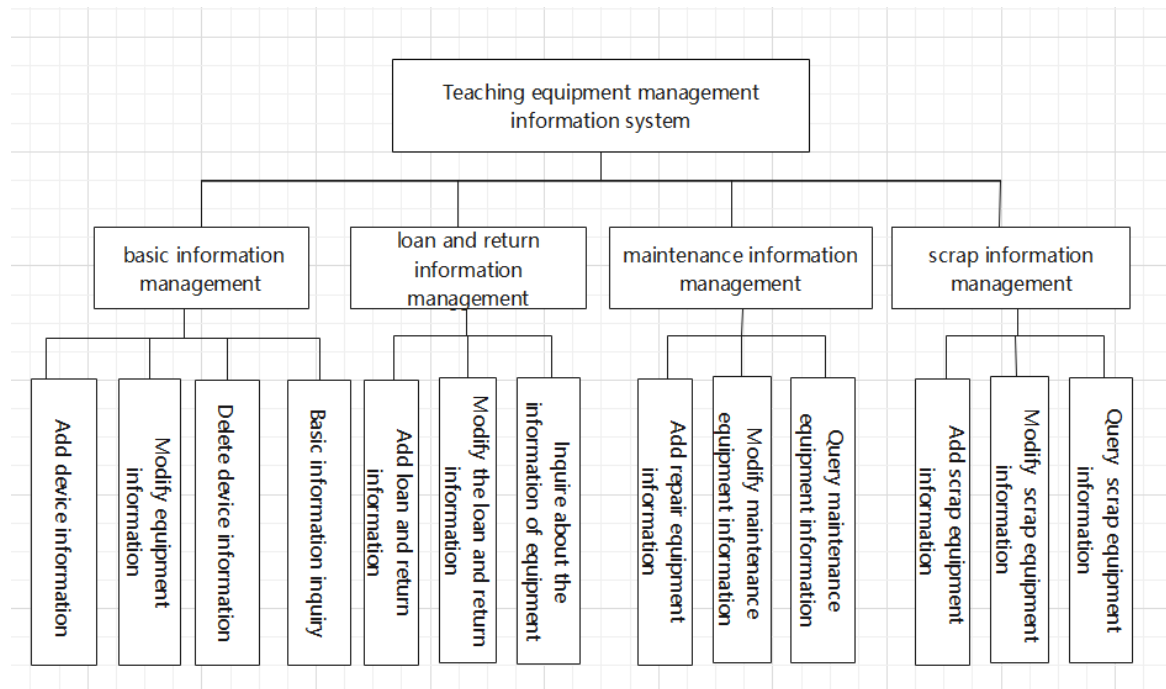 Teaching equipment management
information system
basic information
management
loan and return
information
management
maintenance information
management
scrap information
management
Add device information
Modify equipment
information
Delete device information
Basic information inquiry
Add loan and return
information
Modify the loan and return
information
Inquire about the
information of equipment
Add repair equipment
information
Modify maintenance
equipment information
Query maintenance
equipment information
Add scrap equipment
information
Modify scrap equipment
information
Query scrap equipment
information